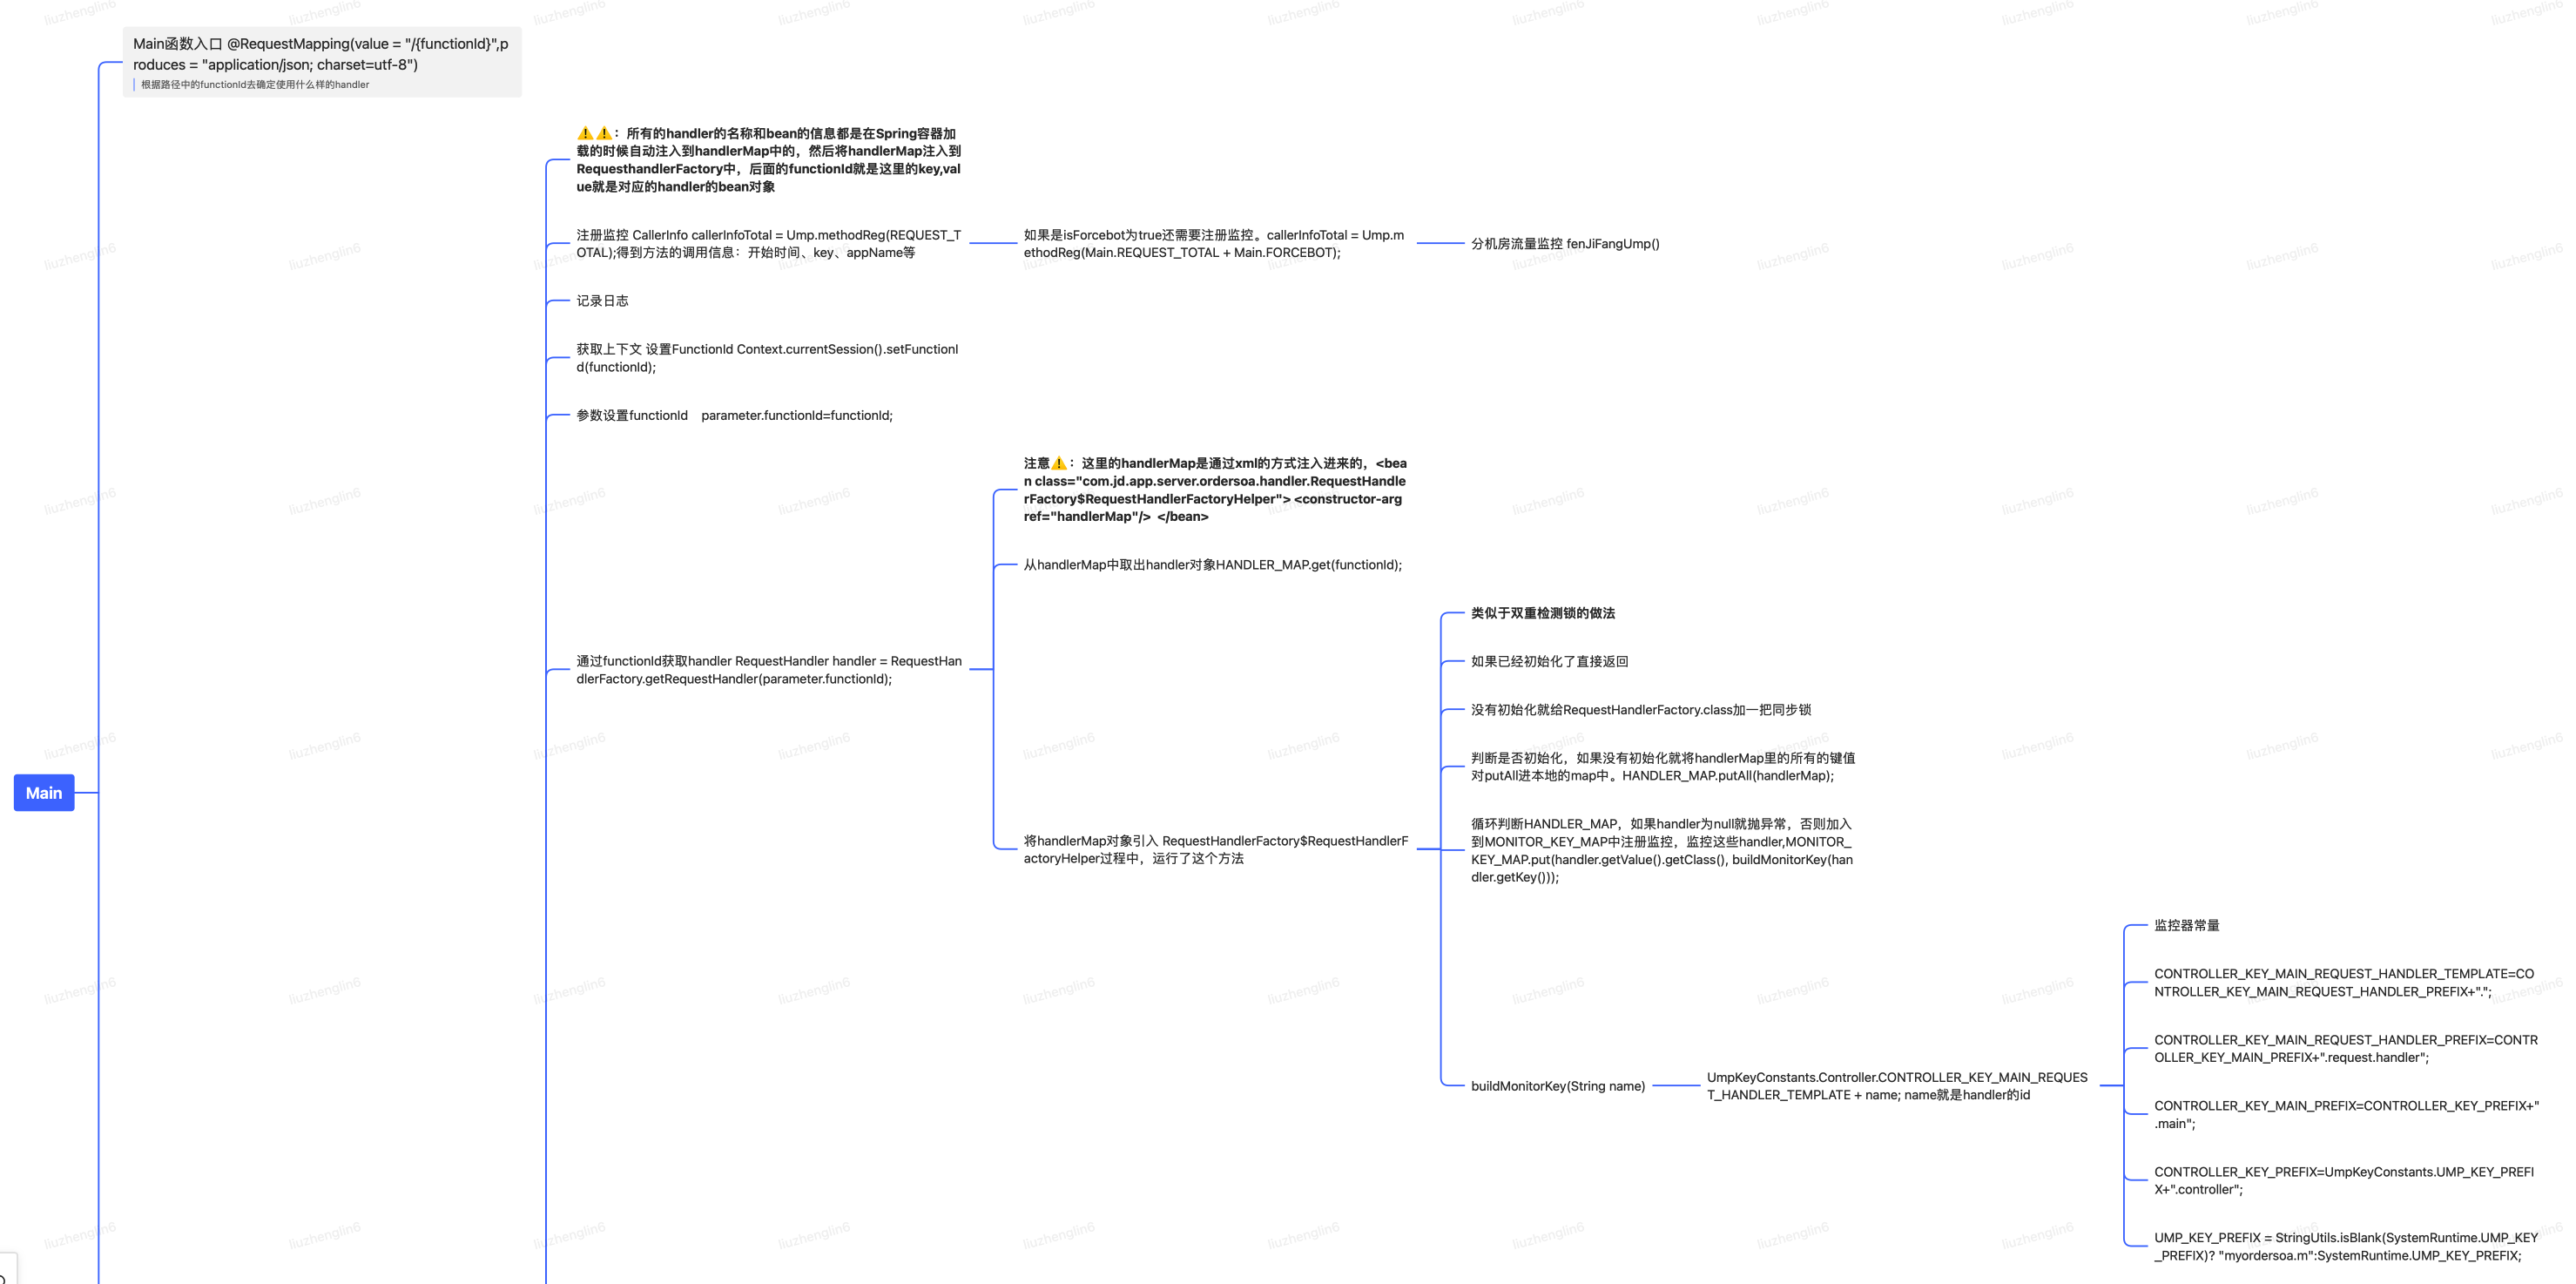 Main函数入口 @RequestMapping(value = "/{functionId}",p
roduces = "application/json; charset=utf-8")
根据路径中的functionId去确定使用什么样的handler
⚠️⚠️：所有的handler的名称和bean的信息都是在Spring容器加
载的时候自动注入到handlerMap中的，然后将handlerMap注入到
RequesthandlerFactory中，后面的functionId就是这里的key,val
ue就是对应的handler的bean对象
注册监控 CallerInfo callerInfoTotal = Ump.methodReg(REQUEST_T
OTAL);得到方法的调用信息：开始时间、key、appName等
如果是isForcebot为true还需要注册监控。callerInfoTotal = Ump.m
ethodReg(Main.REQUEST_TOTAL + Main.FORCEBOT);
分机房流量监控 fenJiFangUmp()
记录日志
获取上下文 设置FunctionId Context.currentSession().setFunctionI
d(functionId);
参数设置functionId parameter.functionId=functionId;
通过functionId获取handler RequestHandler handler = RequestHan
dlerFactory.getRequestHandler(parameter.functionId);
注意⚠️：这里的handlerMap是通过xml的方式注入进来的，<bea
n class="com.jd.app.server.ordersoa.handler.RequestHandle
rFactory$RequestHandlerFactoryHelper"> <constructor-arg
ref="handlerMap"/> </bean>
从handlerMap中取出handler对象HANDLER_MAP.get(functionId);
将handlerMap对象引入 RequestHandlerFactory$RequestHandlerF
actoryHelper过程中，运行了这个方法
类似于双重检测锁的做法
如果已经初始化了直接返回
没有初始化就给RequestHandlerFactory.class加一把同步锁
判断是否初始化，如果没有初始化就将handlerMap里的所有的键值
对putAll进本地的map中。HANDLER_MAP.putAll(handlerMap);
循环判断HANDLER_MAP，如果handler为null就抛异常，否则加入
到MONITOR_KEY_MAP中注册监控，监控这些handler,MONITOR_
KEY_MAP.put(handler.getValue().getClass(), buildMonitorKey(han
dler.getKey()));
buildMonitorKey(String name)
UmpKeyConstants.Controller.CONTROLLER_KEY_MAIN_REQUES
T_HANDLER_TEMPLATE + name; name就是handler的id
监控器常量
CONTROLLER_KEY_MAIN_REQUEST_HANDLER_TEMPLATE=CO
NTROLLER_KEY_MAIN_REQUEST_HANDLER_PREFIX+".";
CONTROLLER_KEY_MAIN_REQUEST_HANDLER_PREFIX=CONTR
OLLER_KEY_MAIN_PREFIX+".request.handler";
CONTROLLER_KEY_MAIN_PREFIX=CONTROLLER_KEY_PREFIX+"
.main";
CONTROLLER_KEY_PREFIX=UmpKeyConstants.UMP_KEY_PREFI
X+".controller";
UMP_KEY_PREFIX = StringUtils.isBlank(SystemRuntime.UMP_KEY
_PREFIX)? "myordersoa.m":SystemRuntime.UMP_KEY_PREFIX;
Main
liuzhenglin6